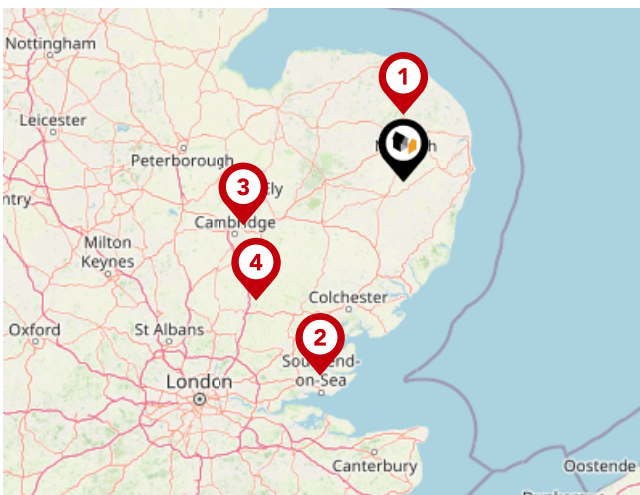 Nottingham
1
Leicester
Peterborough
3
Ely
ntry
Cambridge
Milton
Keynes
4
Colchester
Oxford
St Albans
2
London
on-Sea
Canterbury
Oostende